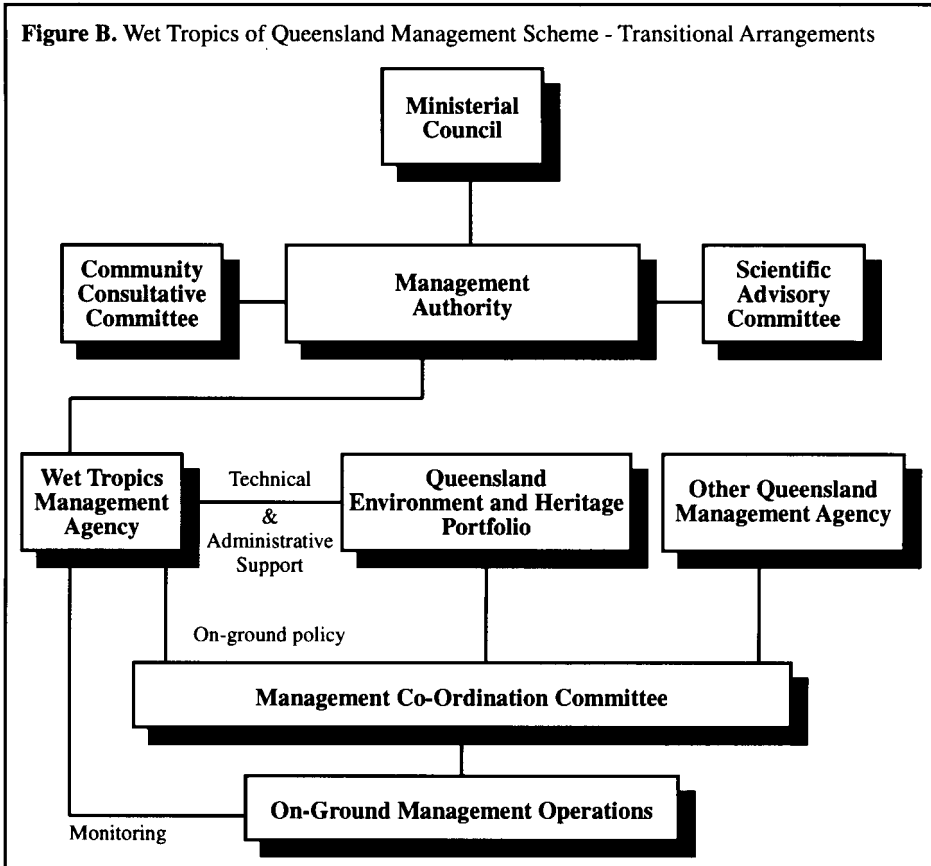 Figure B. Wet Tropics of Queensland Management Scheme - Transitional Arrangements
Ministerial
Council
Community
Consultative
Committee
Management
Authority
Scientific
Advisory
Committee
Wet Tropics
Management
Agency
Technical
&
Administrative
Support
Queensland
Environment and Heritage
Portfolio
Other Queensland
Management Agency
On-ground policy
Management Co-Ordination Committee
On-Ground Management Operations
Monitoring